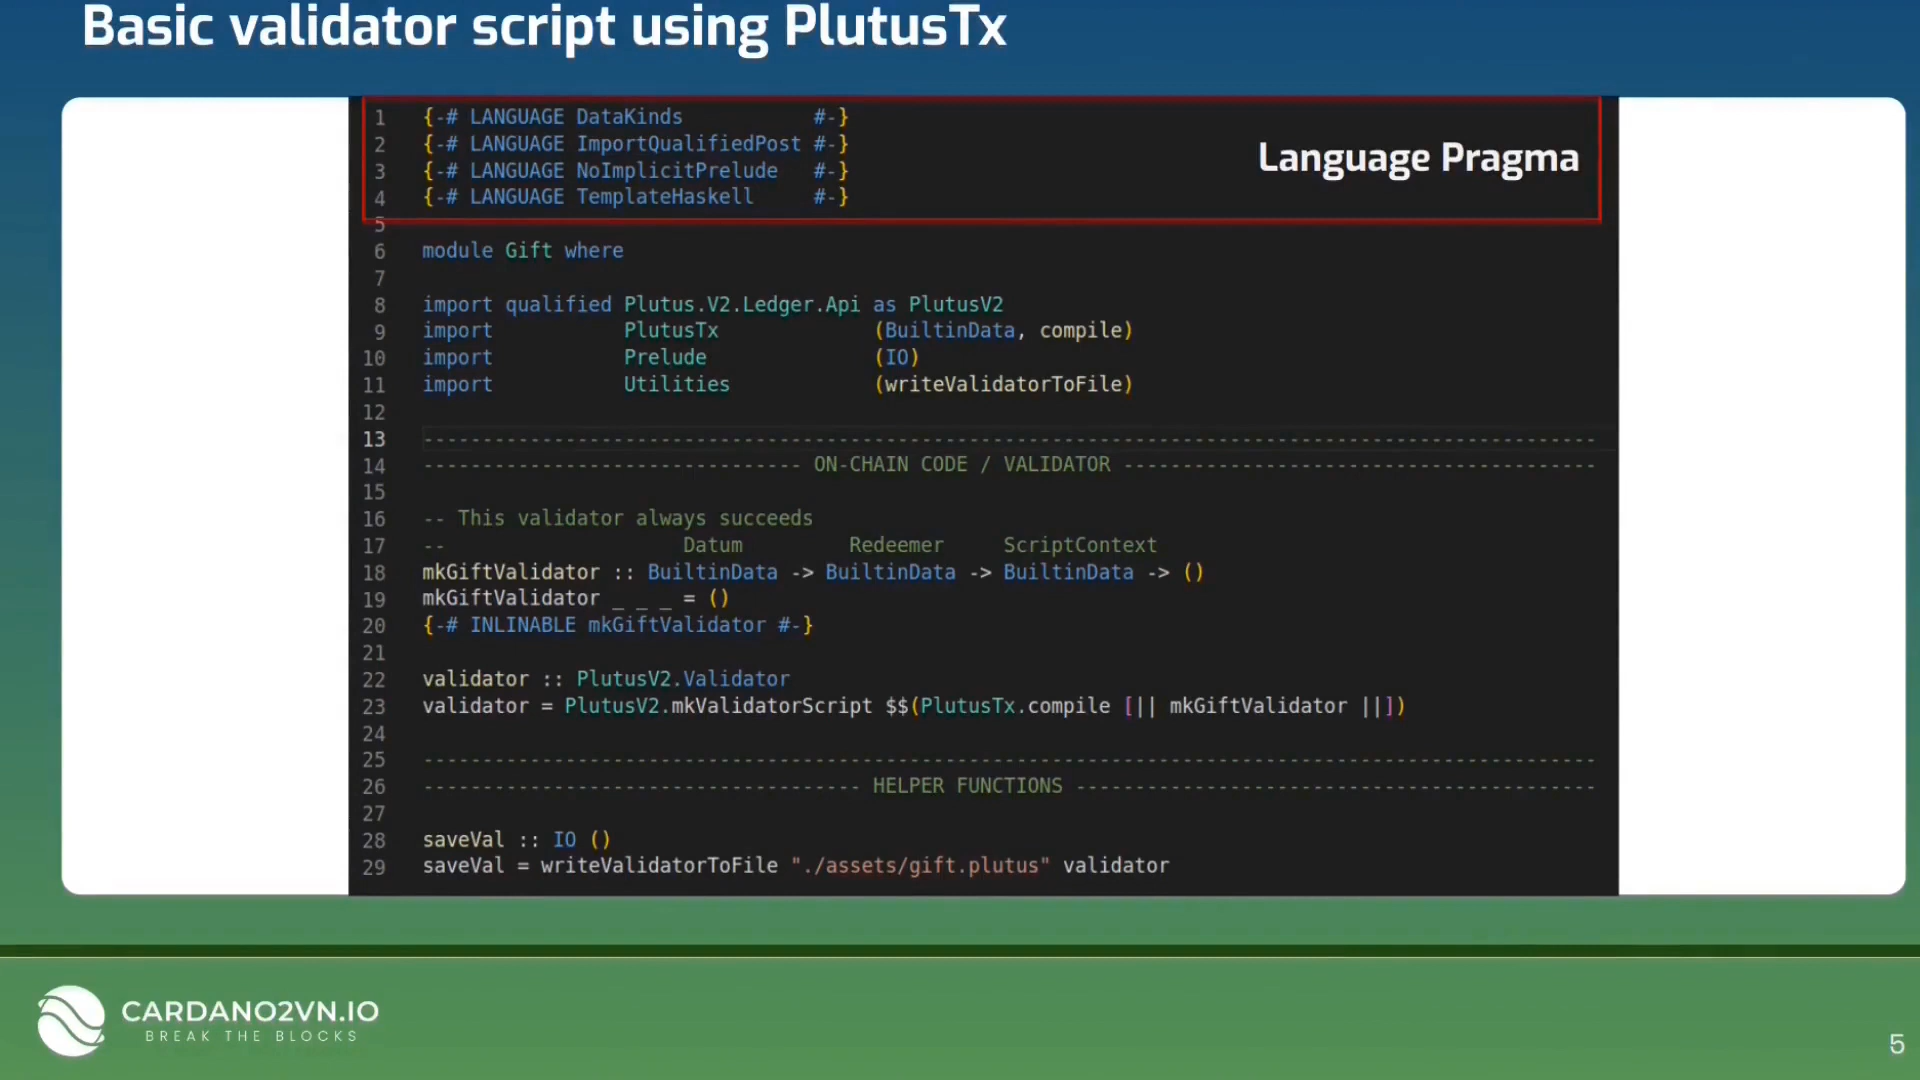 Basic validator script using PlutusTx
Language Pragma
1 {-# LANGUAGE DataKinds #-}
2 {-# LANGUAGE ImportQualifiedPost #-}
3 {-# LANGUAGE NoImplicitPrelude #-}
4 {-# LANGUAGE TemplateHaskell #-}
5
6 module Gift where
7
8 import qualified Plutus.V2.Ledger.Api as PlutusV2
9 import PlutusTx (BuiltinData, compile)
10 import Prelude (IO)
11 import Utilities (writeValidatorToFile)
12
13 ---------------------------------------------------------------------------------------------------
14 -------------------------------- ON-CHAIN CODE / VALIDATOR ----------------------------------------
15
16 -- This validator always succeeds
17 -- Datum Redeemer ScriptContext
18 mkGiftValidator :: BuiltinData -> BuiltinData -> BuiltinData -> ()
19 mkGiftValidator _ _ _ = ()
20 {-# INLINABLE mkGiftValidator #-}
21
22 validator :: PlutusV2.Validator
23 validator = PlutusV2.mkValidatorScript $$(PlutusTx.compile [|| mkGiftValidator ||])
24
25 ---------------------------------------------------------------------------------------------------
26 ------------------------------------- HELPER FUNCTIONS --------------------------------------------
27
28 saveVal :: IO ()
29 saveVal = writeValidatorToFile "./assets/gift.plutus" validator
CARDANO2VN.IO
BREAK THE BLOCKS
5